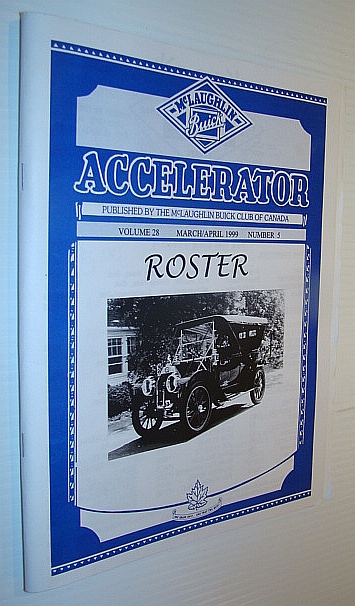 McLAUGHLIN
Buick
ACCELERATOR
PUBLISHED BY THE McLAUGHLIN BUICK CLUB OF CANADA
VOLUME 28 MARCH/APRIL 1999 NUMBER 5
ROSTER